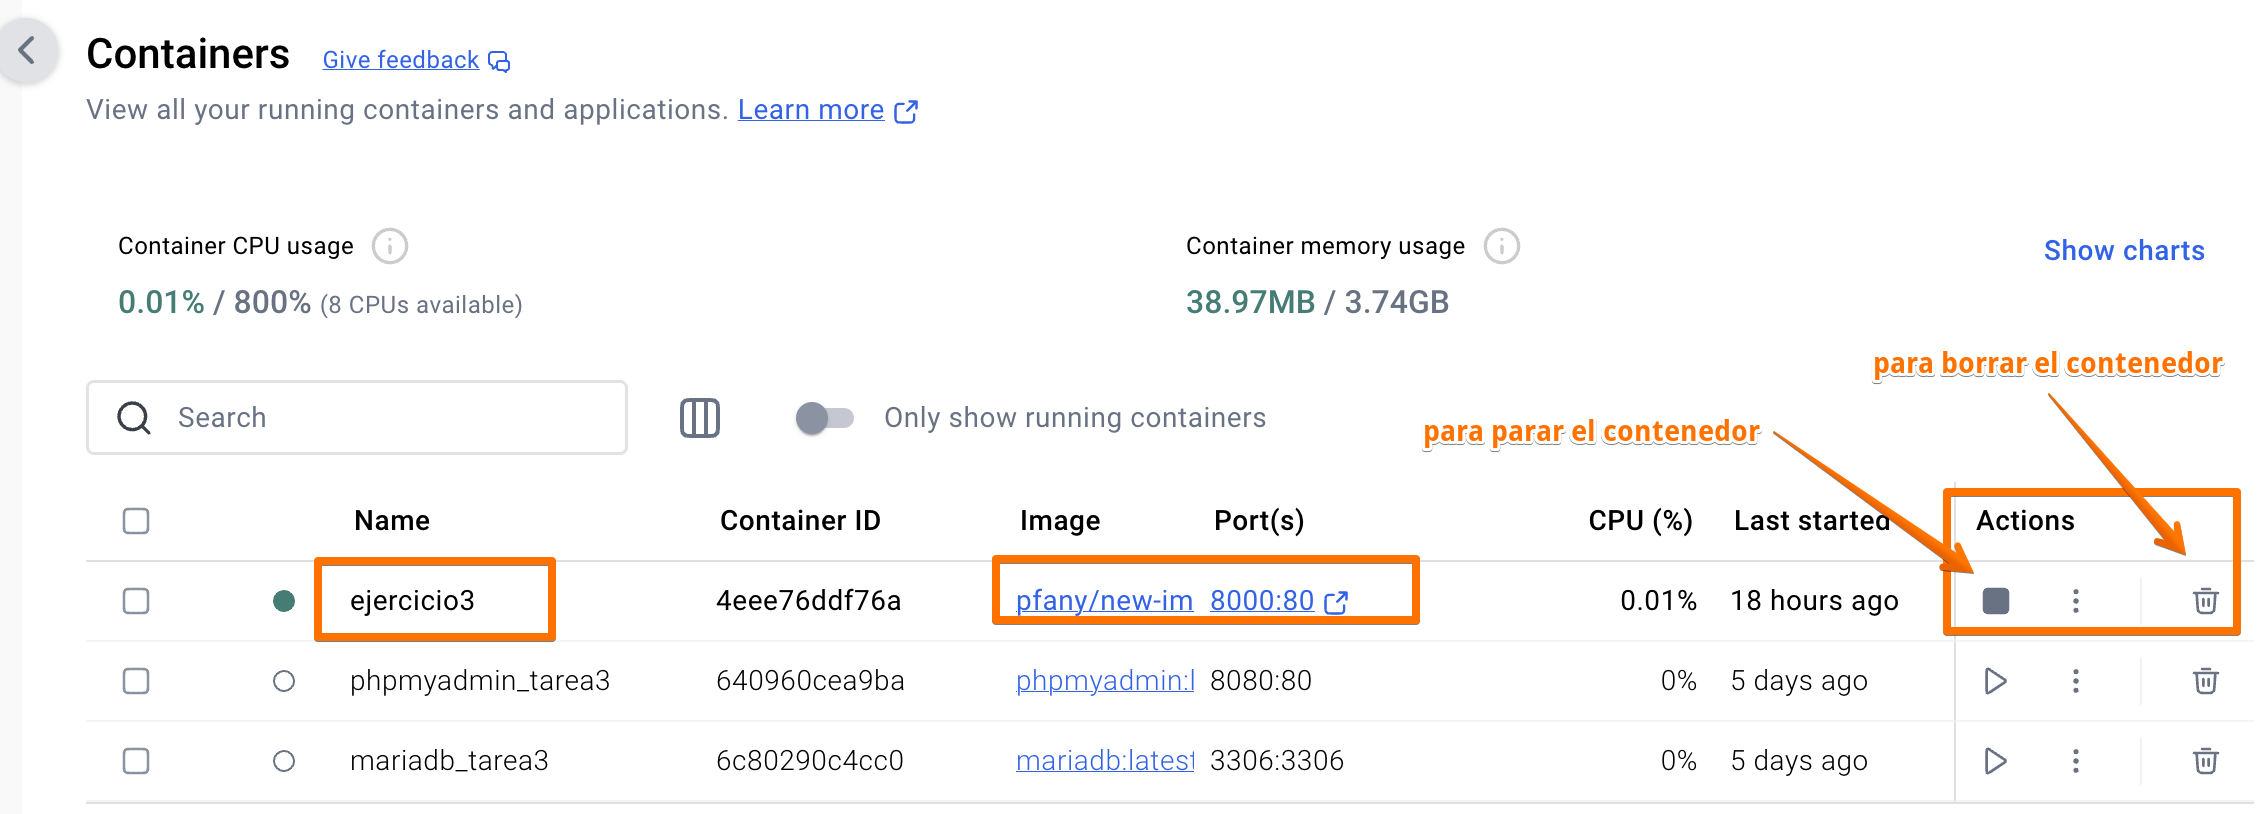 Containers Give feedback
View all your running containers and applications. Learn more
Container CPU usage
0.01% / 800% (8 CPUs available)
Container memory usage
38.97MB / 3.74GB
Show charts
para borrar el contenedor
para parar el contenedor
Search
Only show running containers
Name Container ID Image Port(s) CPU (%) Last started Actions
ejercicio3 4eee76ddf76a pfany/new-im 8000:80 0.01% 18 hours ago
phpmyadmin_tarea3 640960cea9ba phpmyadmin:l 8080:80 0% 5 days ago
mariadb_tarea3 6c80290c4cc0 mariadb:latest 3306:3306 0% 5 days ago